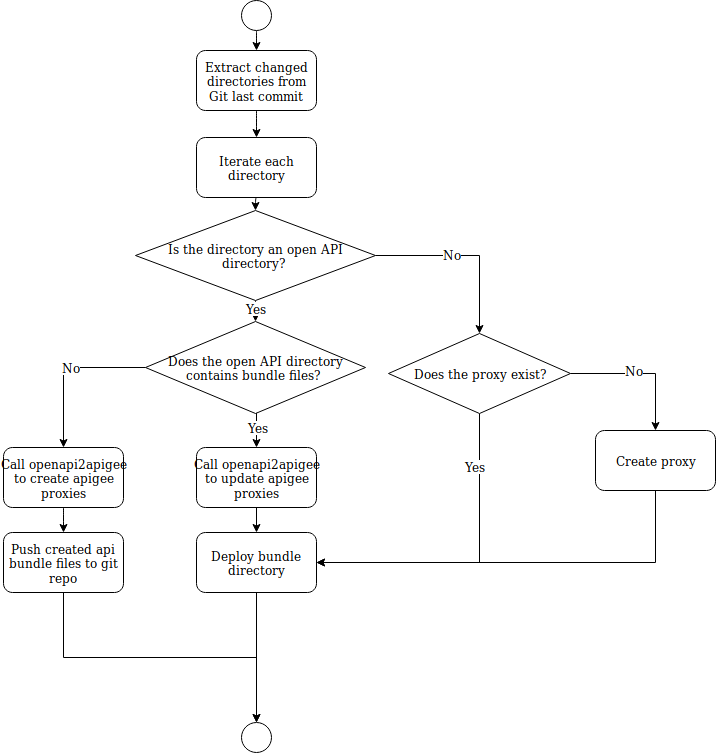 Extract changed
directories from
Git last commit
Iterate each
directory
Is the directory an open API
directory?
No
Yes
Does the open API directory
contains bundle files?
No
Does the proxy exist?
No
Yes
Call openapi2apigee
to create apigee
proxies
Call openapi2apigee
to update apigee
proxies
Yes
Create proxy
Push created api
bundle files to git
repo
Deploy bundle
directory